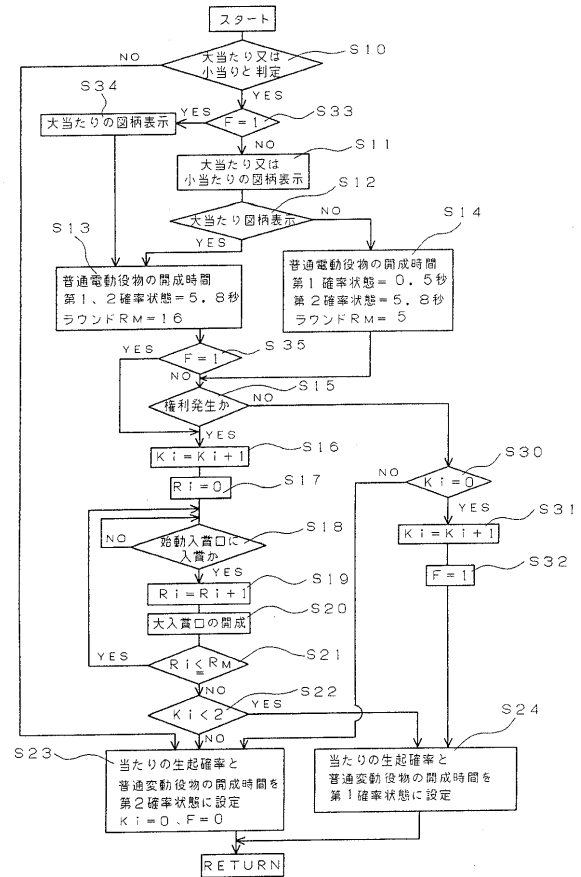 スタート
NO
大当たり又は
小当りと判定
S10
YES
S34
大当たりの図柄表示
YES
F=1
S33
NO
S11
大当たり又は
小当たりの図柄表示
S12
大当たり図柄表示
NO
YES
S13
普通電動役物の開成時間
第1、2確率状態=5.8秒
ラウンドRM=16
S14
普通電動役物の開成時間
第1確率状態=0.5秒
第2確率状態=5.8秒
ラウンドRM=5
YES
F=1
S35
NO
S15
権利発生か
NO
YES
Ki=Ki+1
S16
Ri=0
S17
NO
Ki=0
S30
YES
NO
始動入賞口に
入賞か
S18
YES
Ki=Ki+1
S31
F=1
S32
Ri=Ri+1
S19
大入賞口の開成
S20
YES
Ri≦RM
S21
NO
Ki<2
S22
YES
NO
S23
当たりの生起確率と
普通変動役物の開成時間を
第2確率状態に設定
Ki=0、F=0
S24
当たりの生起確率と
普通変動役物の開成時間を
第1確率状態に設定
RETURN